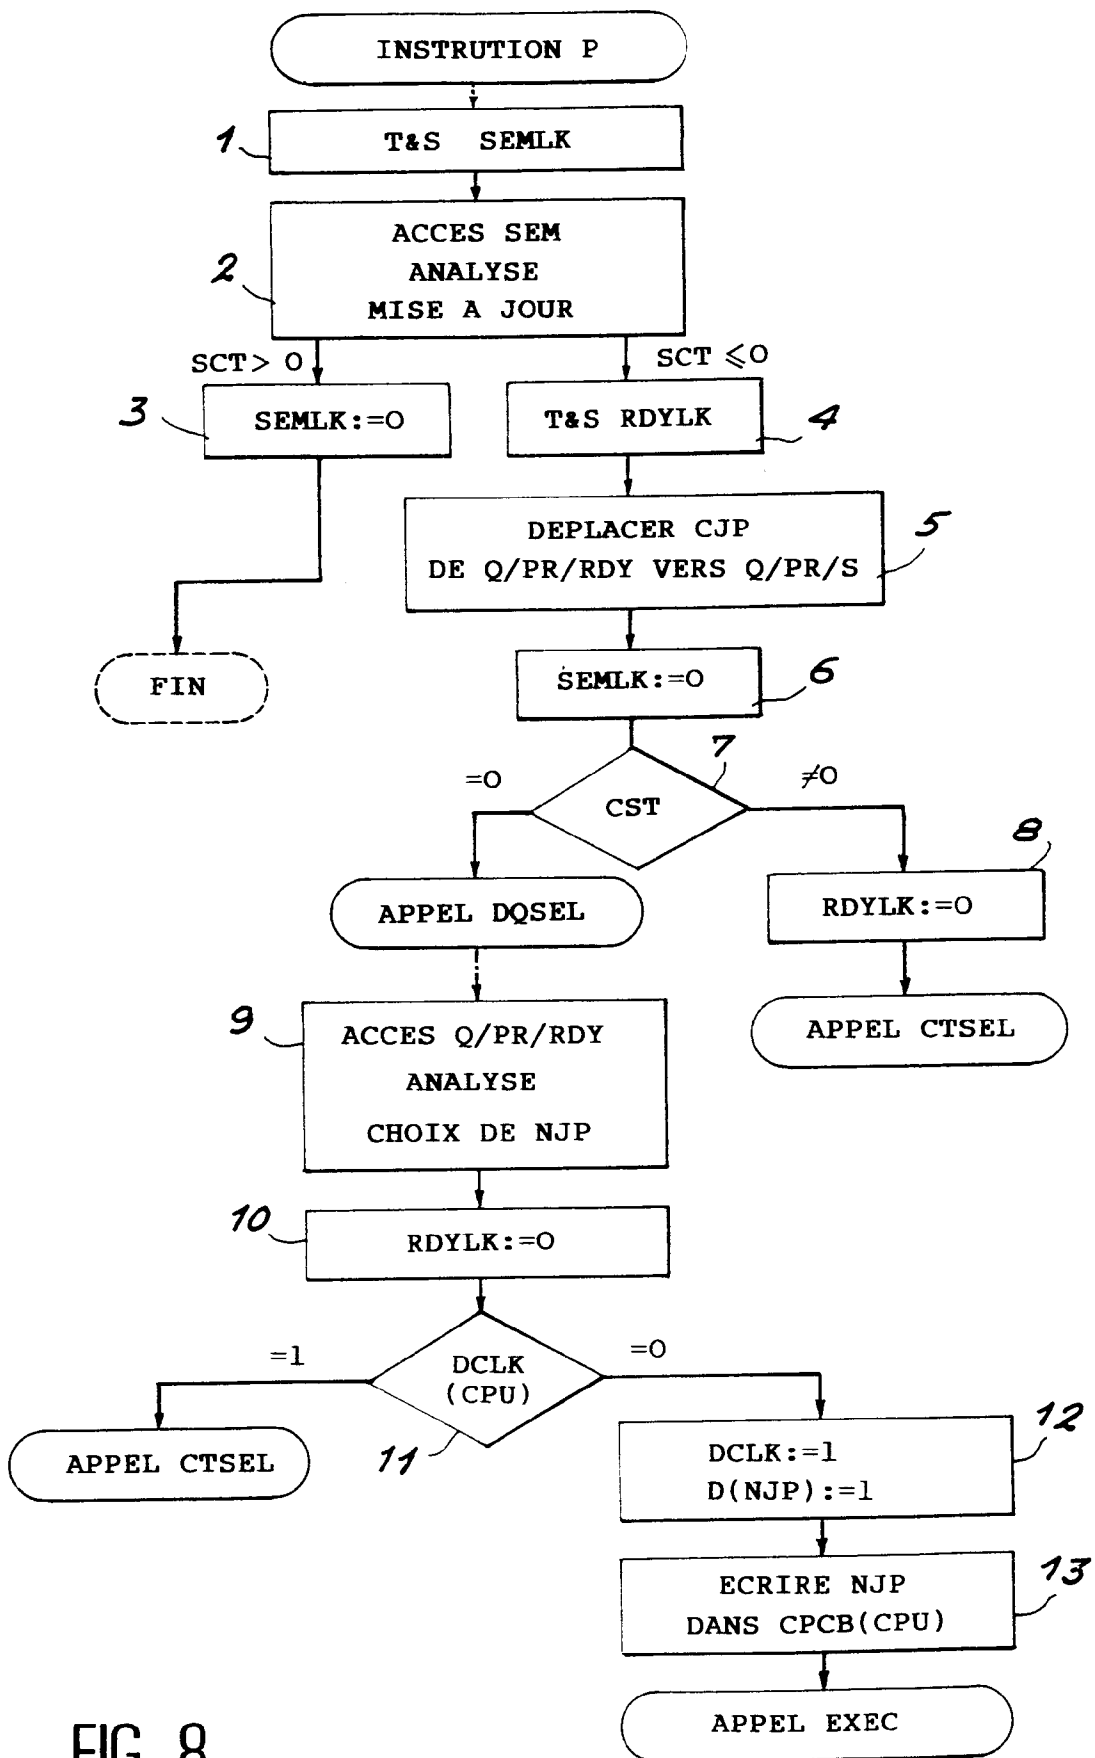 INSTRUTION P
1
T&S SEMLK
2
ACCES SEM
ANALYSE
MISE A JOUR
SCT> 0
SCT ⩽0
3
SEMLK:=0
T&S RDYLK
4
DEPLACER CJP
DE Q/PR/RDY VERS Q/PR/S
5
FIN
SEMLK:=0
6
7
=0
≠0
CST
8
APPEL DQSEL
RDYLK:=0
9
ACCES Q/PR/RDY
ANALYSE
CHOIX DE NJP
APPEL CTSEL
10
RDYLK:=0
=1
=0
DCLK
(CPU)
11
APPEL CTSEL
12
DCLK:=1
D(NJP):=1
13
ECRIRE NJP
DANS CPCB(CPU)
APPEL EXEC
FIG. 8